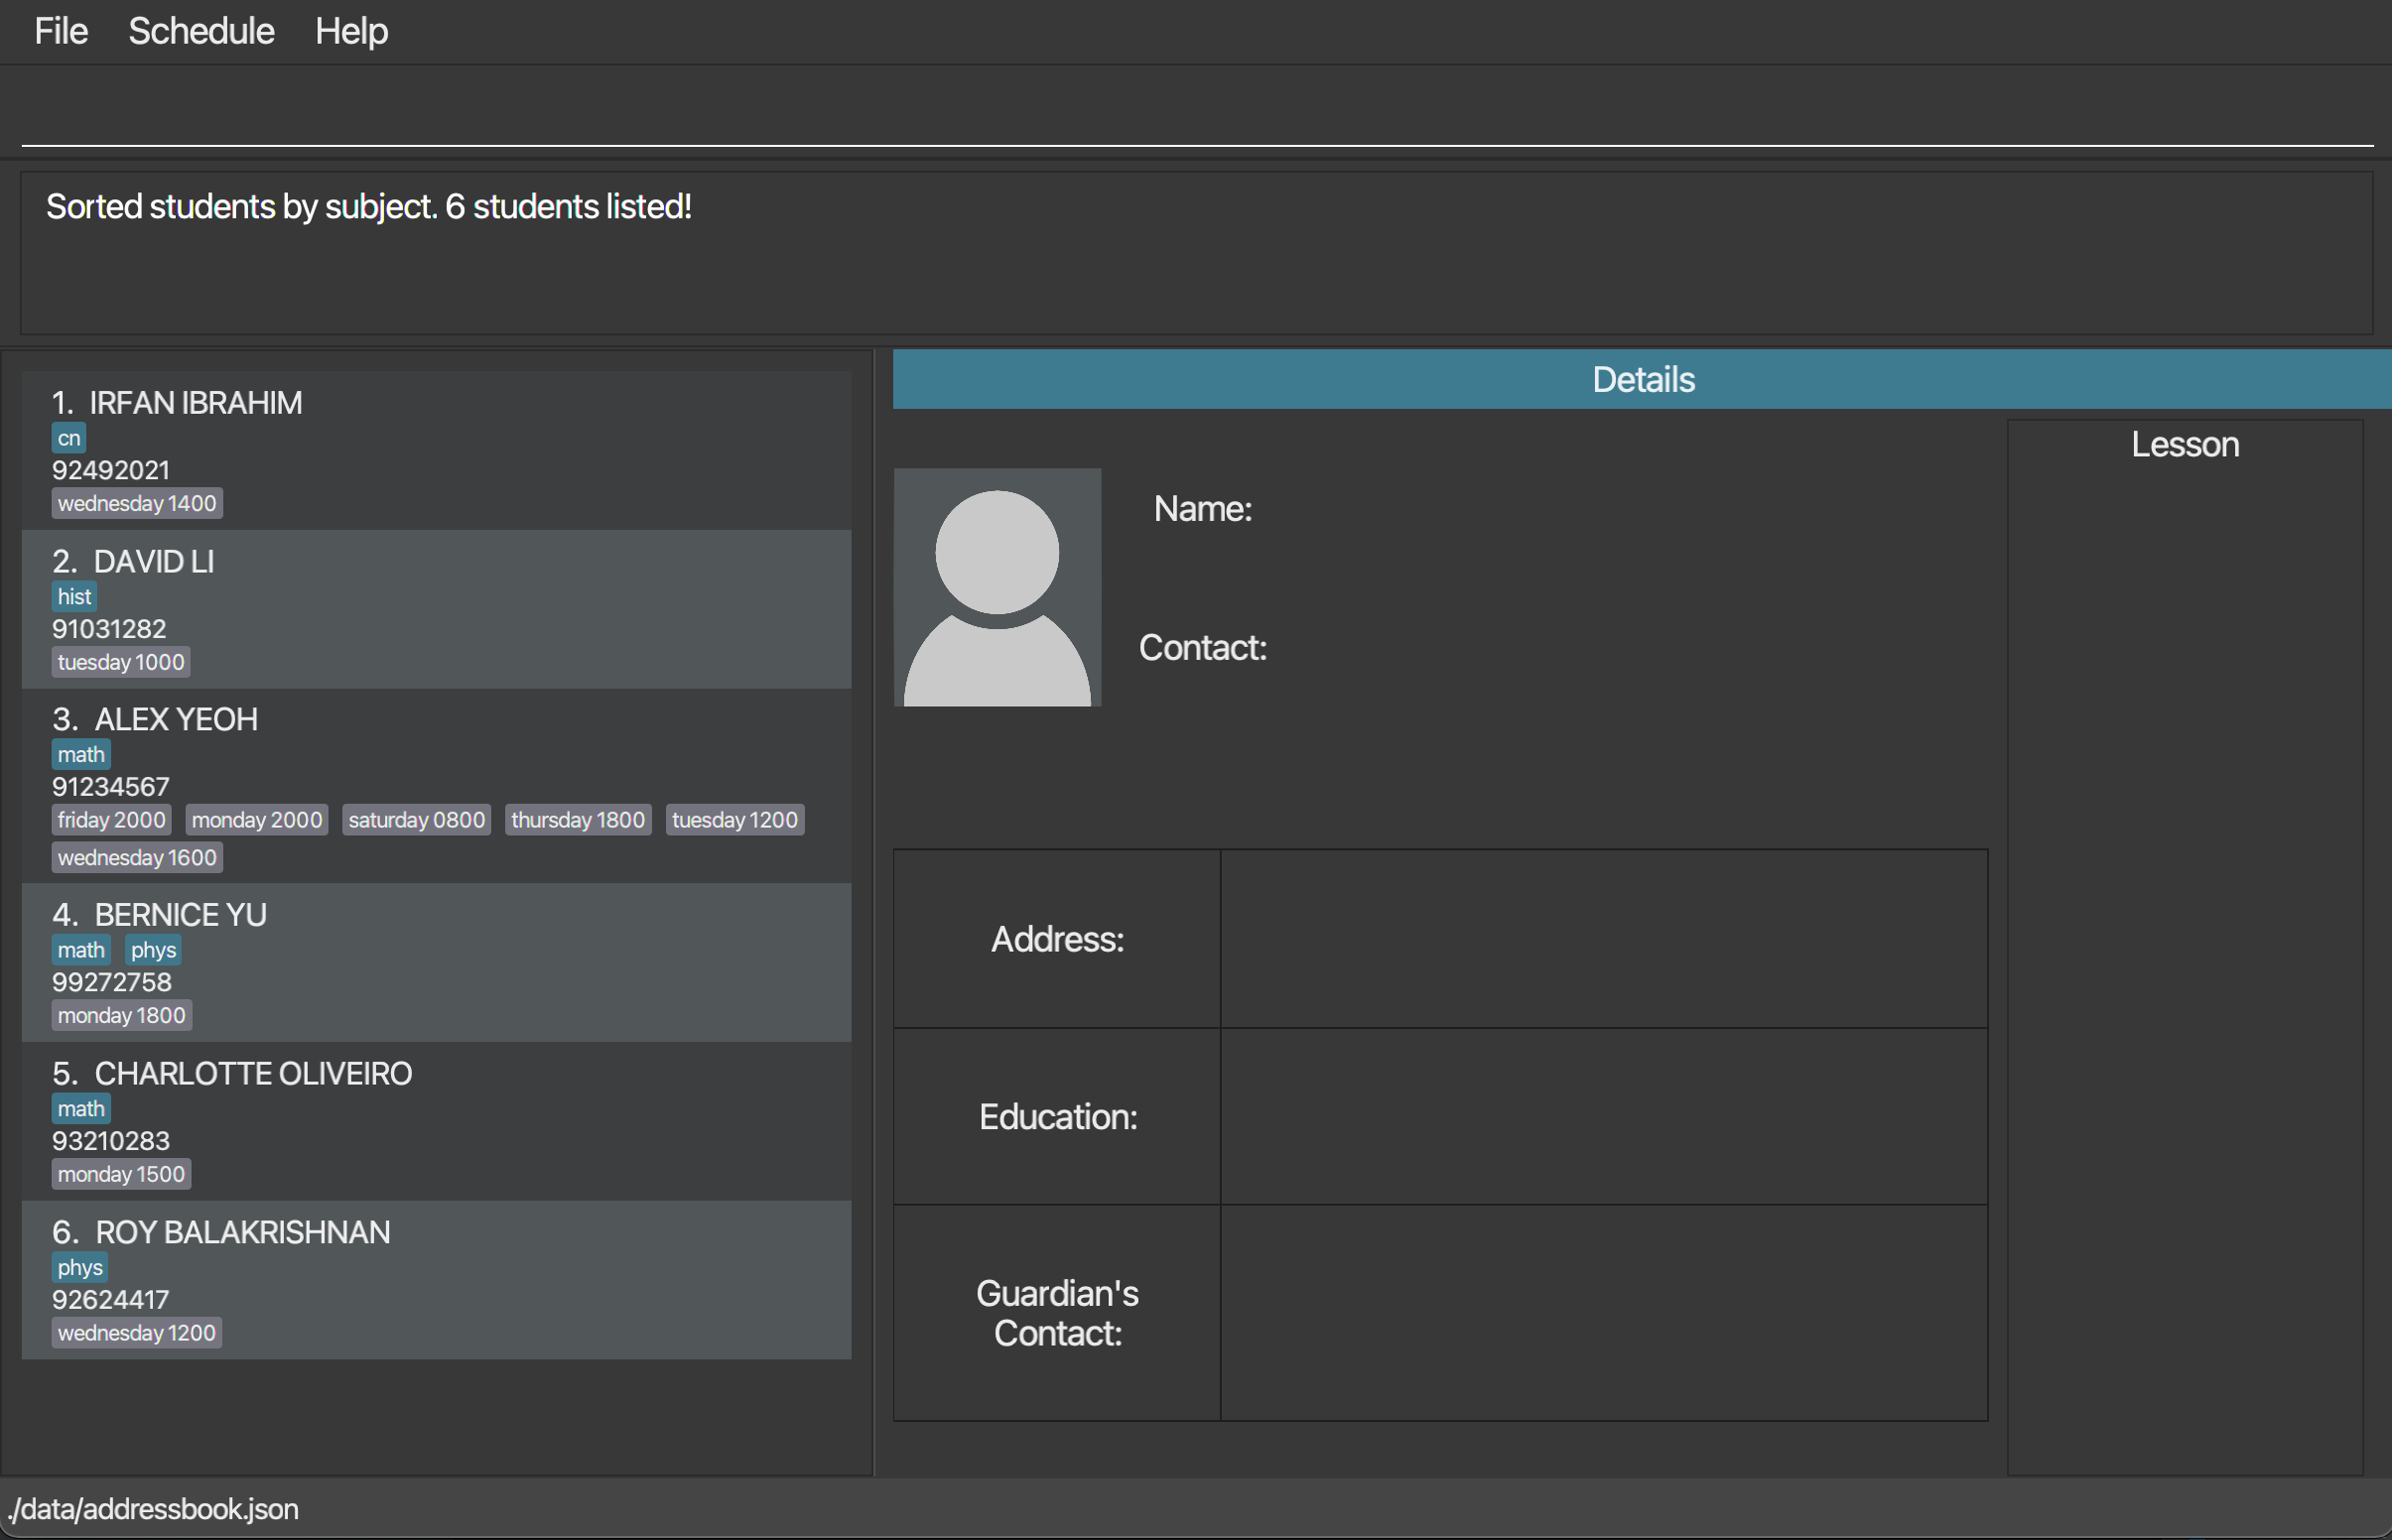 File Schedule Help
Sorted students by subject. 6 students listed!
1. IRFAN IBRAHIM
cn
92492021
wednesday 1400
2. DAVID LI
hist
91031282
tuesday 1000
3. ALEX YEOH
math
91234567
friday 2000 monday 2000 saturday 0800 thursday 1800 tuesday 1200
wednesday 1600
4. BERNICE YU
math phys
99272758
monday 1800
5. CHARLOTTE OLIVEIRO
math
93210283
monday 1500
6. ROY BALAKRISHNAN
phys
92624417
wednesday 1200
Details
Name:
Contact:
Address:
Education:
Guardian's
Contact:
Lesson
./data/addressbook.json